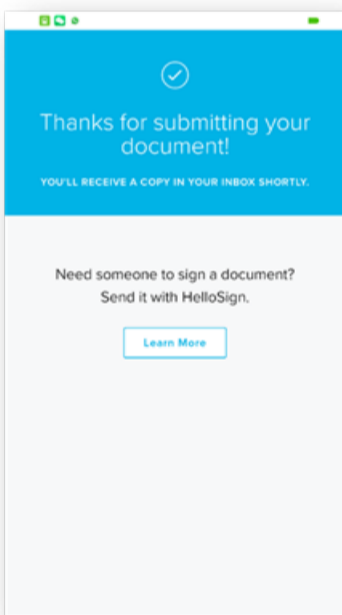 Thanks for submitting your
document!
YOU'LL RECEIVE A COPY IN YOUR INBOX SHORTLY.
Need someone to sign a document?
Send it with HelloSign.
Learn More